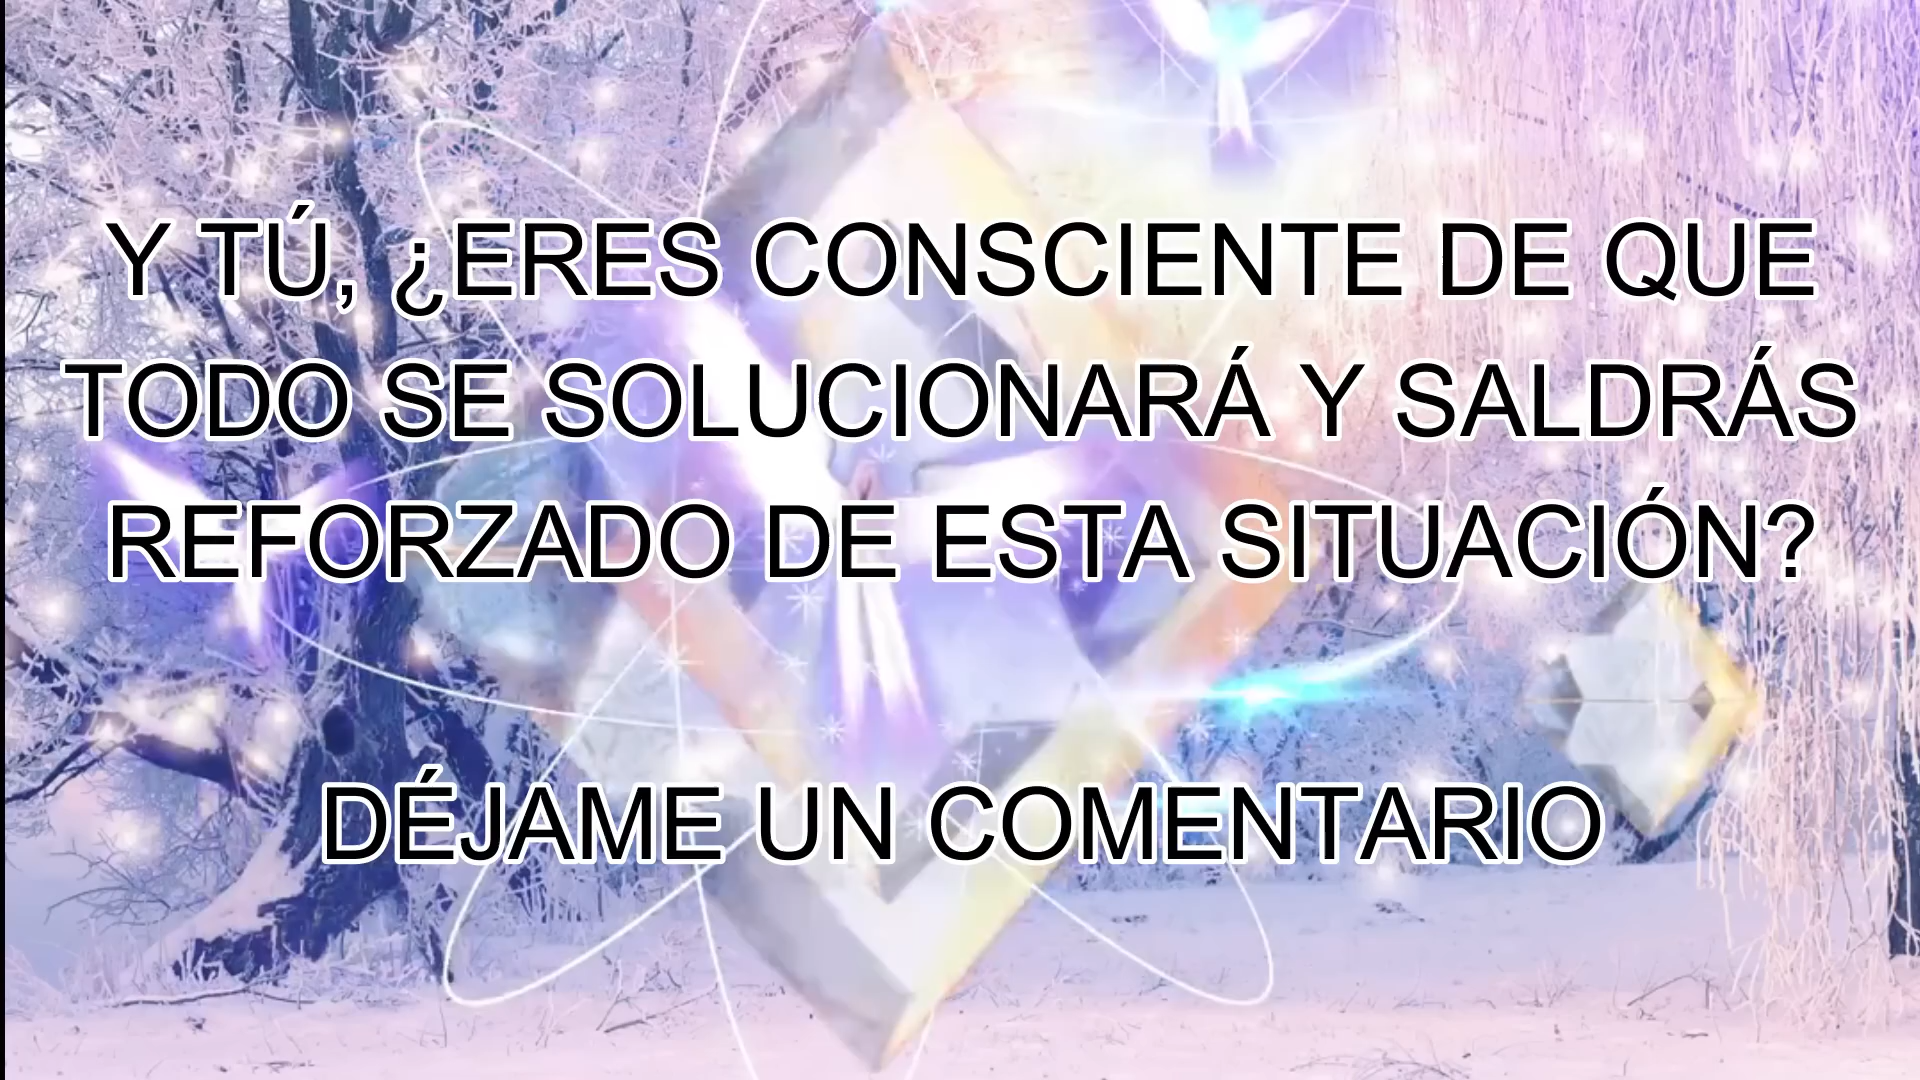 Y TÚ, ¿ERES CONSCIENTE DE QUE
TODO SE SOLUCIONARÁ Y SALDRÁS
REFORZADO DE ESTA SITUACIÓN?
DÉJAME UN COMENTARIO